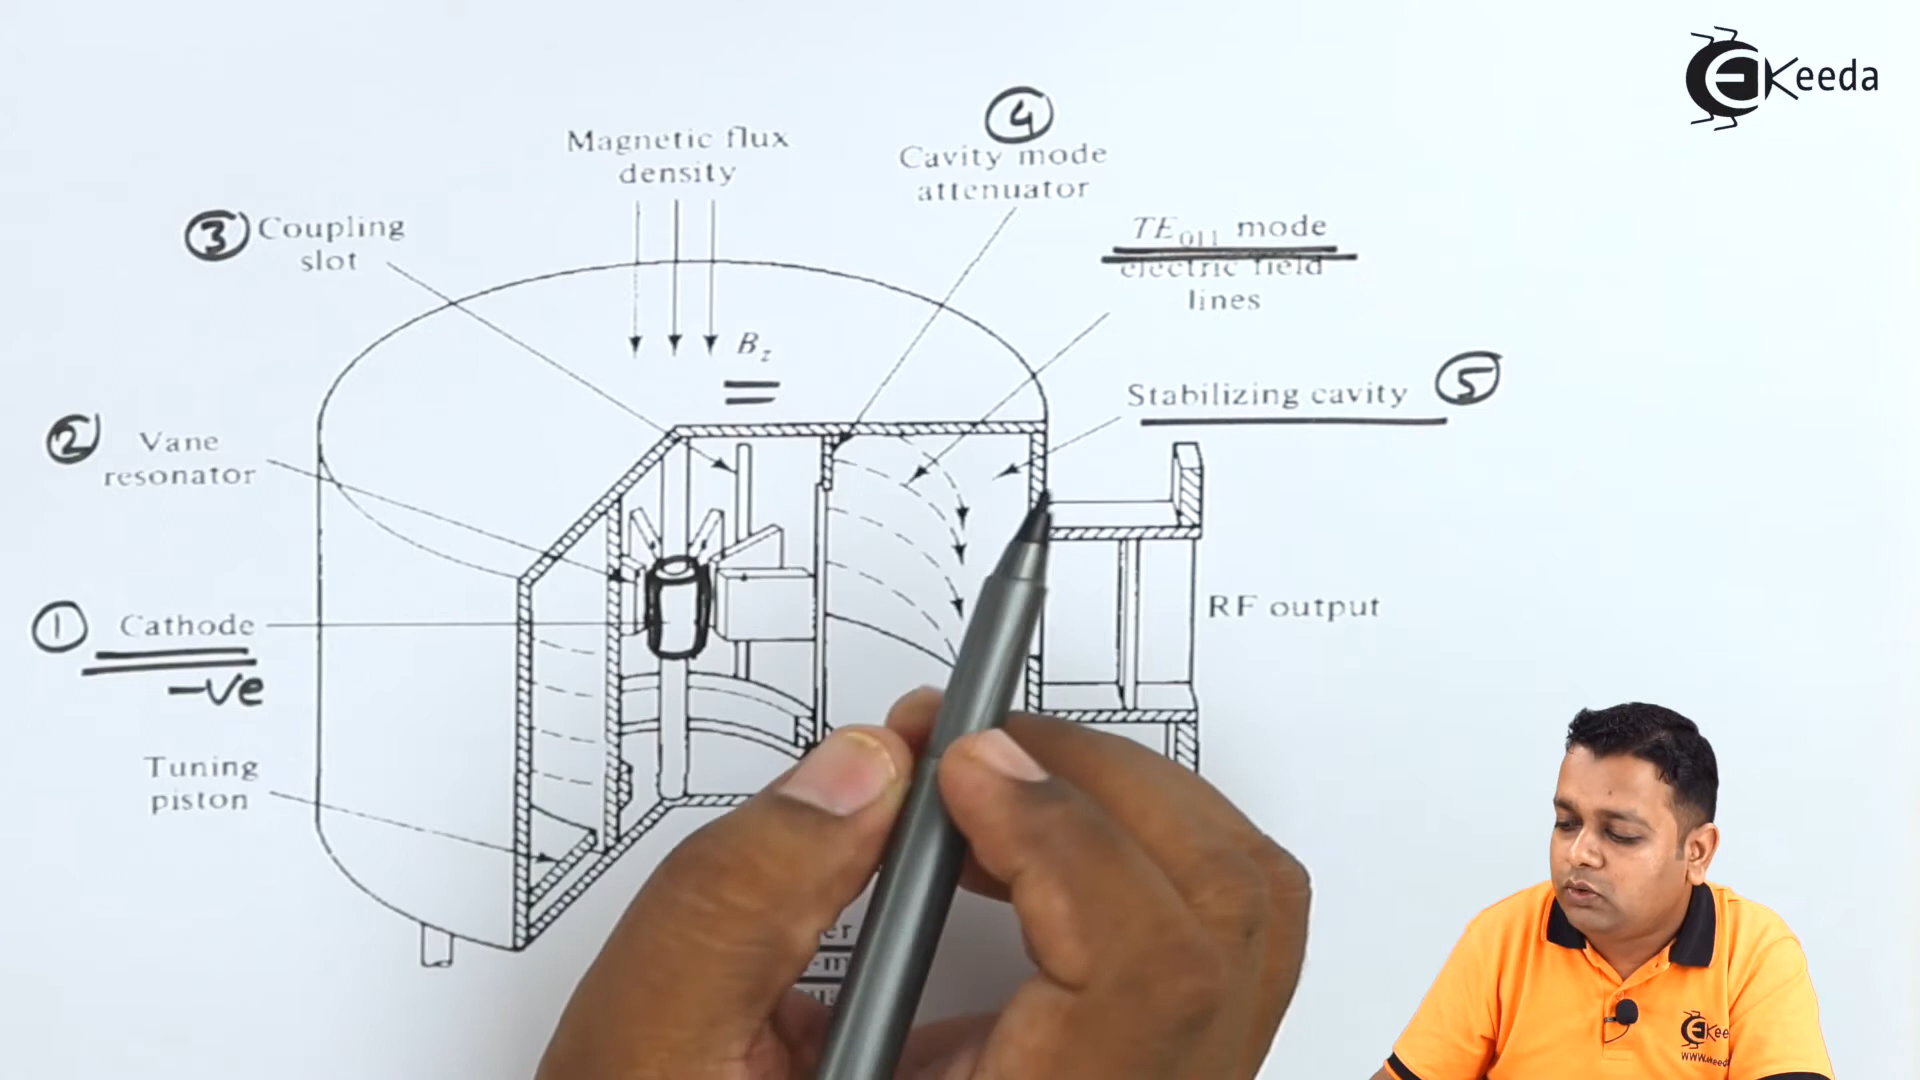 Keeda
4
Magnetic flux
density
Cavity mode
attenuator
3 Coupling
slot
TE011 mode
electric field
lines
Bz
Stabilizing cavity 5
2 Vane
resonator
1 Cathode
-ve
RF output
Tuning
piston
er